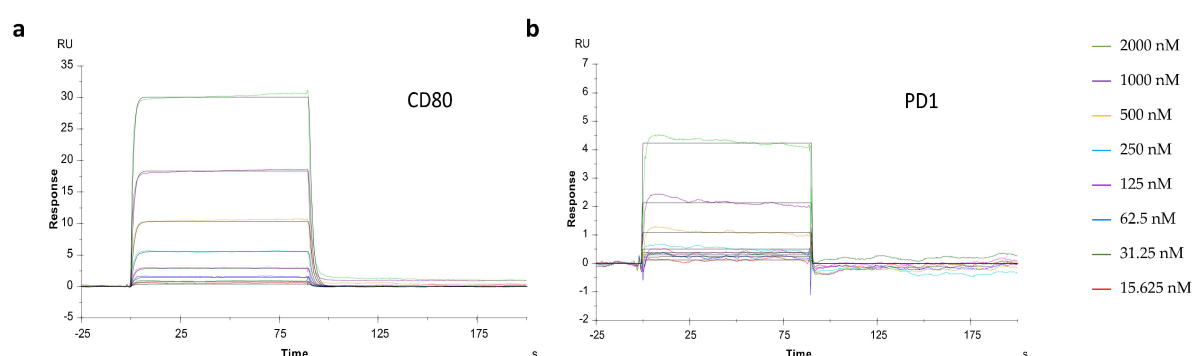 a
RU
35
30
25
20
15
10
5
0
-5
Response
-25
25
75
125
175
Time
s
CD80
b
RU
7
6
5
4
3
2
1
0
-1
-2
Response
-25
25
75
125
175
Time
s
PD1
2000 nM
1000 nM
500 nM
250 nM
125 nM
62.5 nM
31.25 nM
15.625 nM